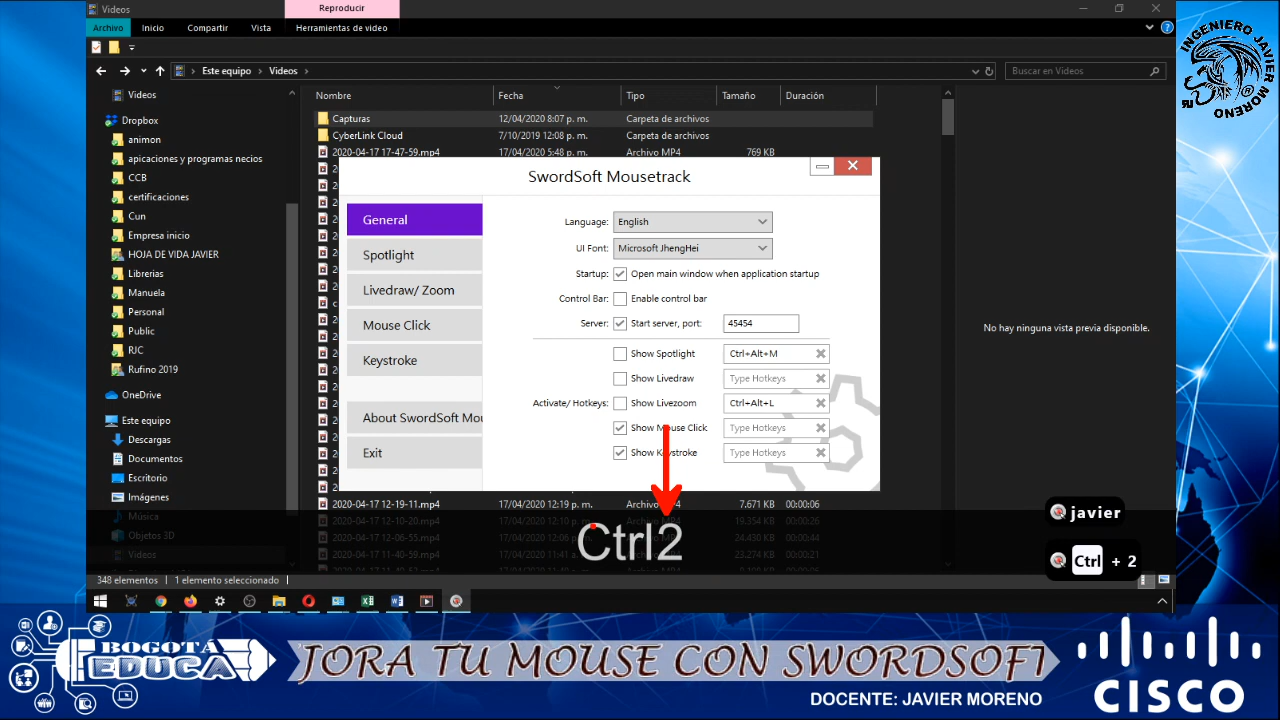 Videos
Reproducir
Archivo Inicio Compartir Vista Herramientas de video
Este equipo Videos
Buscar en Videos
Nombre Fecha Tipo Tamaño Duración
Videos
Dropbox
animon
apicaciones y programas necios
CCB
certificaciones
Cun
Empresa inicio
HOJA DE VIDA JAVIER
Librerias
Manuela
Personal
Public
RJC
Rufino 2019
OneDrive
Este equipo
Descargas
Documentos
Escritorio
Imágenes
Música
Objetos 3D
Videos
Capturas 12/04/2020 8:07 p. m. Carpeta de archivos
CyberLink Cloud 7/10/2019 12:08 p. m. Carpeta de archivos
2020-04-17 17-47-59.mp4 17/04/2020 5:48 p. m. Archivo MP4 769 KB
SwordSoft Mousetrack
General
Spotlight
Livedraw/ Zoom
Mouse Click
Keystroke
About SwordSoft Mou
Exit
Language: English
UI Font: Microsoft JhengHei
Startup: Open main window when application startup
Control Bar: Enable control bar
Server: Start server, port: 45454
Show Spotlight Ctrl+Alt+M
Show Livedraw Type Hotkeys
Activate/ Hotkeys: Show Livezoom Ctrl+Alt+L
Show Mouse Click Type Hotkeys
Show Keystroke Type Hotkeys
No hay ninguna vista previa disponible.
2020-04-17 12-19-11.mp4 17/04/2020 12:19 p. m. Archivo MP4 7.671 KB 00:00:06
2020-04-17 12-10-20.mp4 17/04/2020 12:10 p. m. 19.354 KB 00:00:26
2020-04-17 12-06-55.mp4 24.430 KB
2020-04-17 11-40-59.mp4 23.274 KB 00:00:21
Ctrl2
javier
Ctrl + 2
348 elementos 1 elemento seleccionado
INGENIERO JAVIER MORENO
BOGOTA
EDUCA
JORA TU MOUSE CON SWORDSOFT
DOCENTE: JAVIER MORENO
CISCO